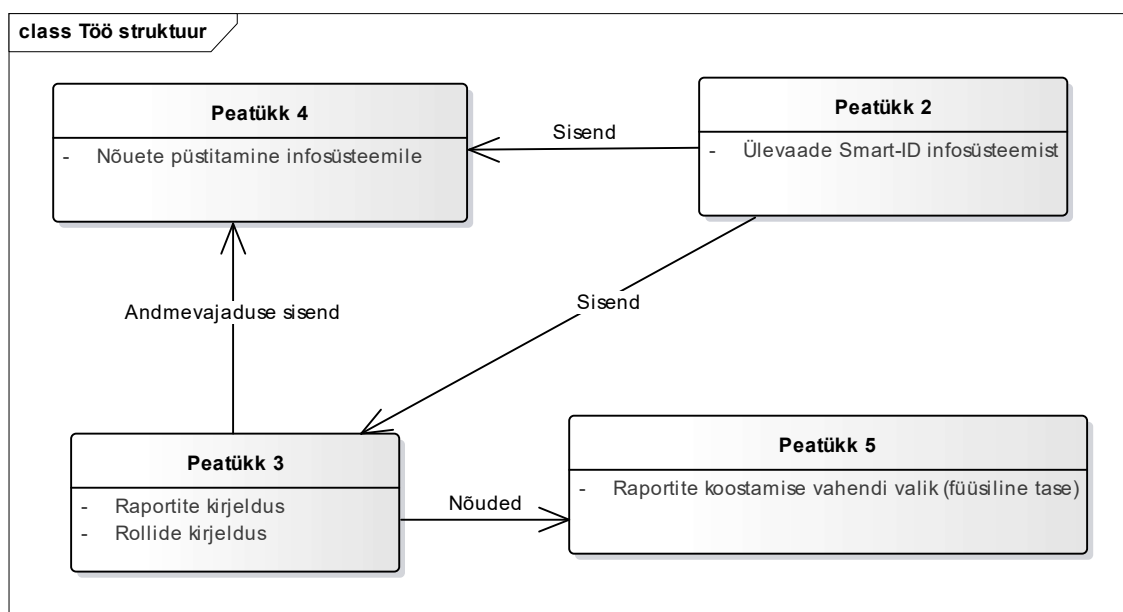 class Töö struktuur
Peatükk 4
- Nõuete püstitamine infosüsteemile
Sisend
Peatükk 2
- Ülevaade Smart-ID infosüsteemist
Andmevajaduse sisend
Sisend
Peatükk 3
- Raportite kirjeldus
- Rollide kirjeldus
Nõuded
Peatükk 5
- Raportite koostamise vahendi valik (füüsiline tase)